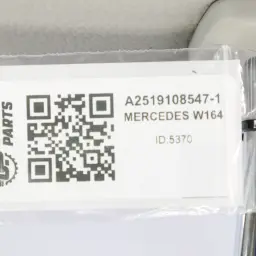 PARTS
A2519108547-1
MERCEDES W164
ID:5370